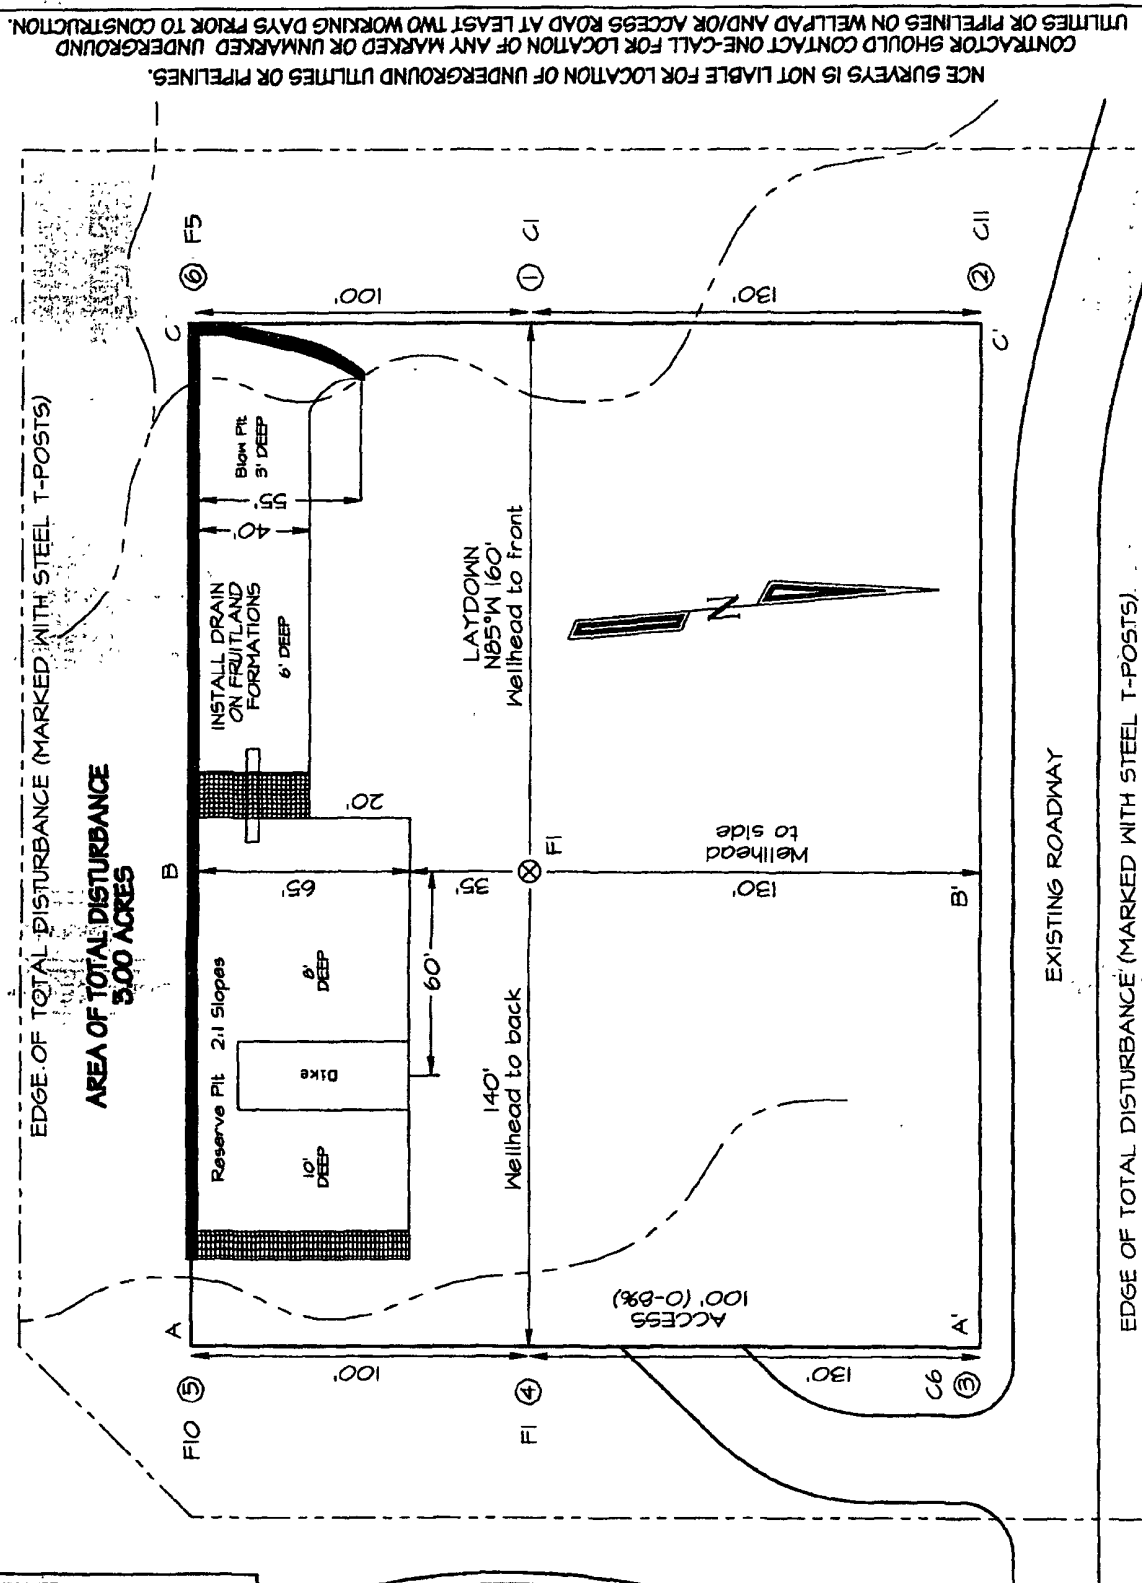 NCE SURVEYS IS NOT LIABLE FOR LOCATION OF UNDERGROUND UTILITIES OR PIPELINES.
CONTRACTOR SHOULD CONTACT ONE-CALL FOR LOCATION OF ANY MARKED OR UNMARKED UNDERGROUND
UTILITIES OR PIPELINES ON WELLPAD AND/OR ACCESS ROAD AT LEAST TWO WORKING DAYS PRIOR TO CONSTRUCTION.
EDGE OF TOTAL DISTURBANCE (MARKED WITH STEEL T-POSTS)
AREA OF TOTAL DISTURBANCE
3.00 ACRES
F10 ⑤
A
B
C
⑥ F5
100'
100'
Reserve Pit 2:1 Slopes
10'
DEEP
Dike
8'
DEEP
65'
20'
INSTALL DRAIN
ON FRUITLAND
FORMATIONS
6' DEEP
40'
55'
Blow Pit
3' DEEP
60'
35'
F1 ④
140'
Wellhead to back
F1
LAYDOWN
N85°W 160'
Wellhead to front
① C1
ACCESS
100' (0-8%)
130'
Wellhead
to side
N
130'
130'
C6
③
A'
B'
C'
② C11
EXISTING ROADWAY
EDGE OF TOTAL DISTURBANCE (MARKED WITH STEEL T-POSTS)